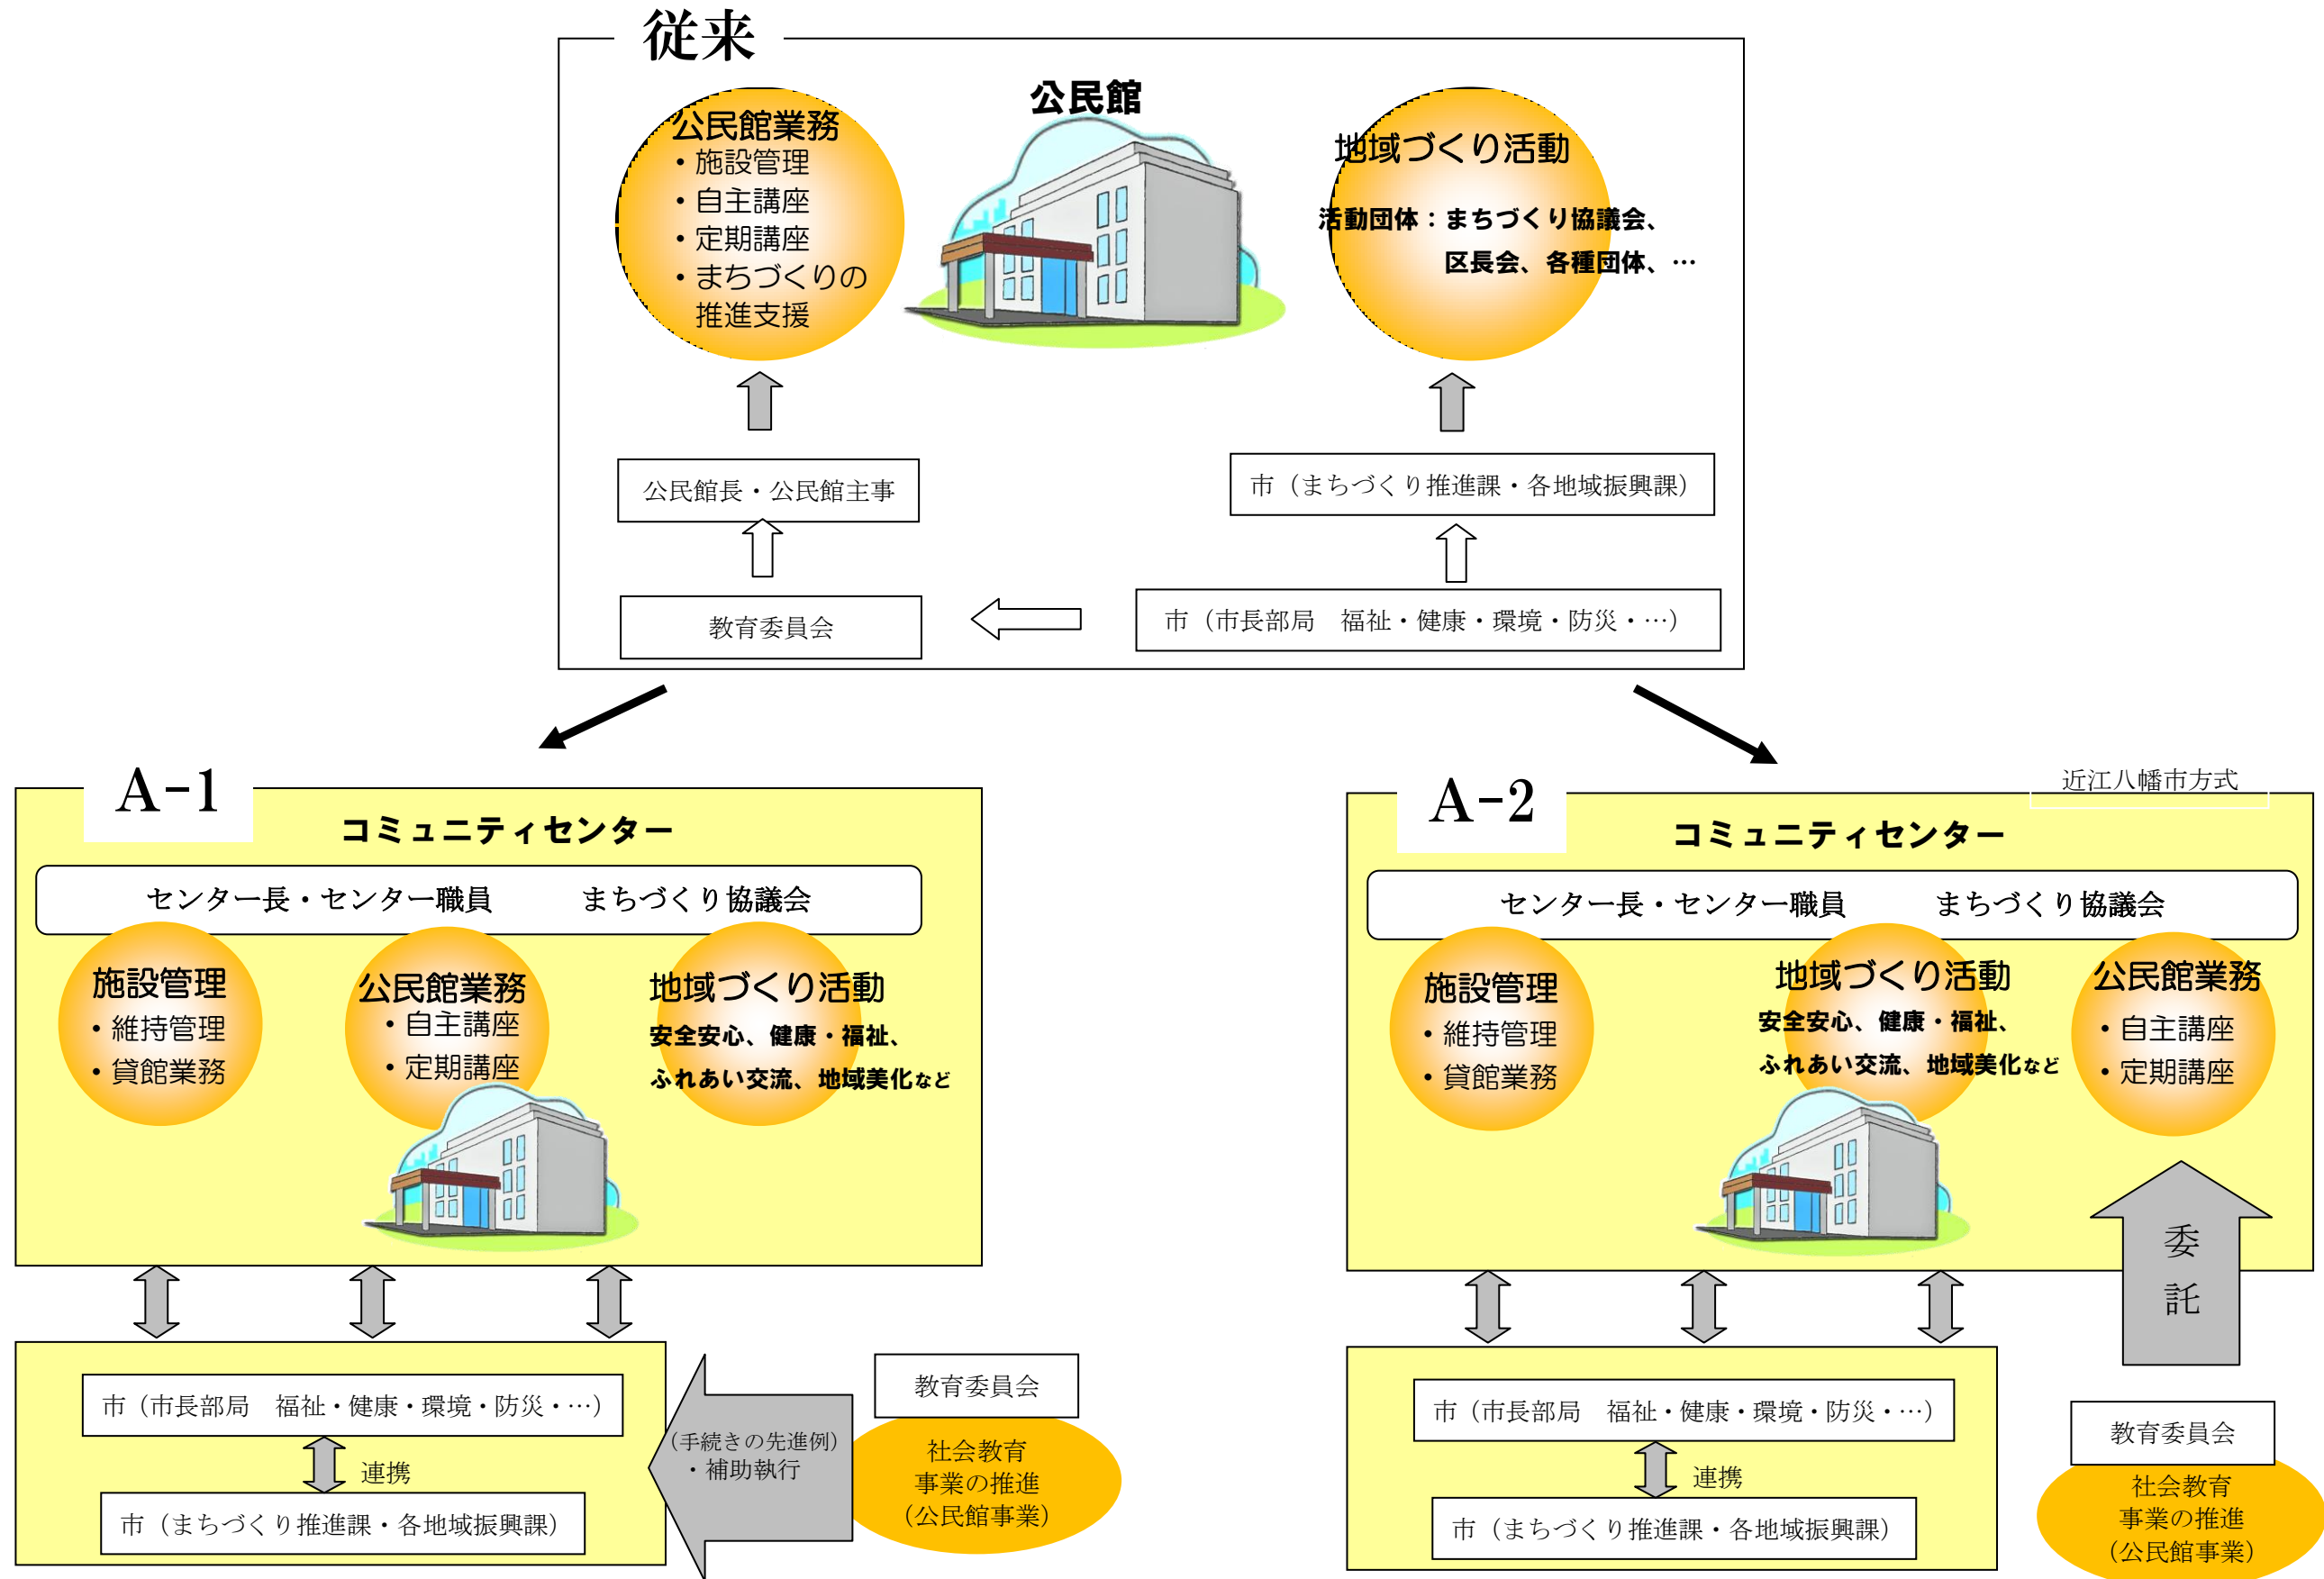 従来
公民館
公民館業務
・施設管理
・自主講座
・定期講座
・まちづくりの
推進支援
地域づくり活動
活動団体：まちづくり協議会、
区長会、各種団体、…
公民館長・公民館主事
市（まちづくり推進課・各地域振興課）
教育委員会
市（市長部局　福祉・健康・環境・防災・…）
A-1
コミュニティセンター
センター長・センター職員　　　まちづくり協議会
施設管理
・維持管理
・貸館業務
公民館業務
・自主講座
・定期講座
地域づくり活動
安全安心、健康・福祉、
ふれあい交流、地域美化など
市（市長部局　福祉・健康・環境・防災・…）
連携
市（まちづくり推進課・各地域振興課）
（手続きの先進例）
・補助執行
教育委員会
社会教育
事業の推進
（公民館事業）
A-2
近江八幡市方式
コミュニティセンター
センター長・センター職員　　　まちづくり協議会
施設管理
・維持管理
・貸館業務
地域づくり活動
安全安心、健康・福祉、
ふれあい交流、地域美化など
公民館業務
・自主講座
・定期講座
委
託
市（市長部局　福祉・健康・環境・防災・…）
連携
市（まちづくり推進課・各地域振興課）
教育委員会
社会教育
事業の推進
（公民館事業）